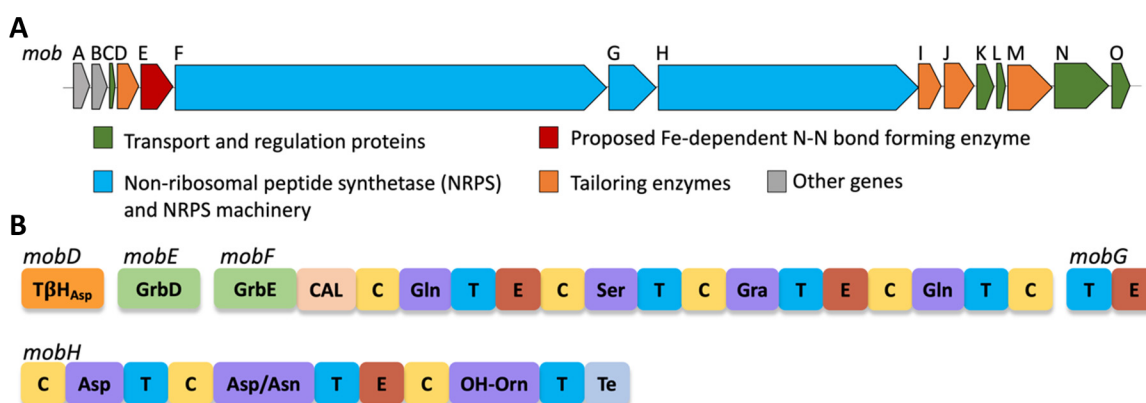 A
mob A B C D E F G H I J K L M N O
Transport and regulation proteins
Proposed Fe-dependent N-N bond forming enzyme
Non-ribosomal peptide synthetase (NRPS)
and NRPS machinery
Tailoring enzymes
Other genes
B
mobD mobE mobF mobG
TβHAsp GrbD GrbE CAL C Gln T E C Ser T C Gra T E C Gln T C T E
mobH
C Asp T C Asp/Asn T E C OH-Orn T Te